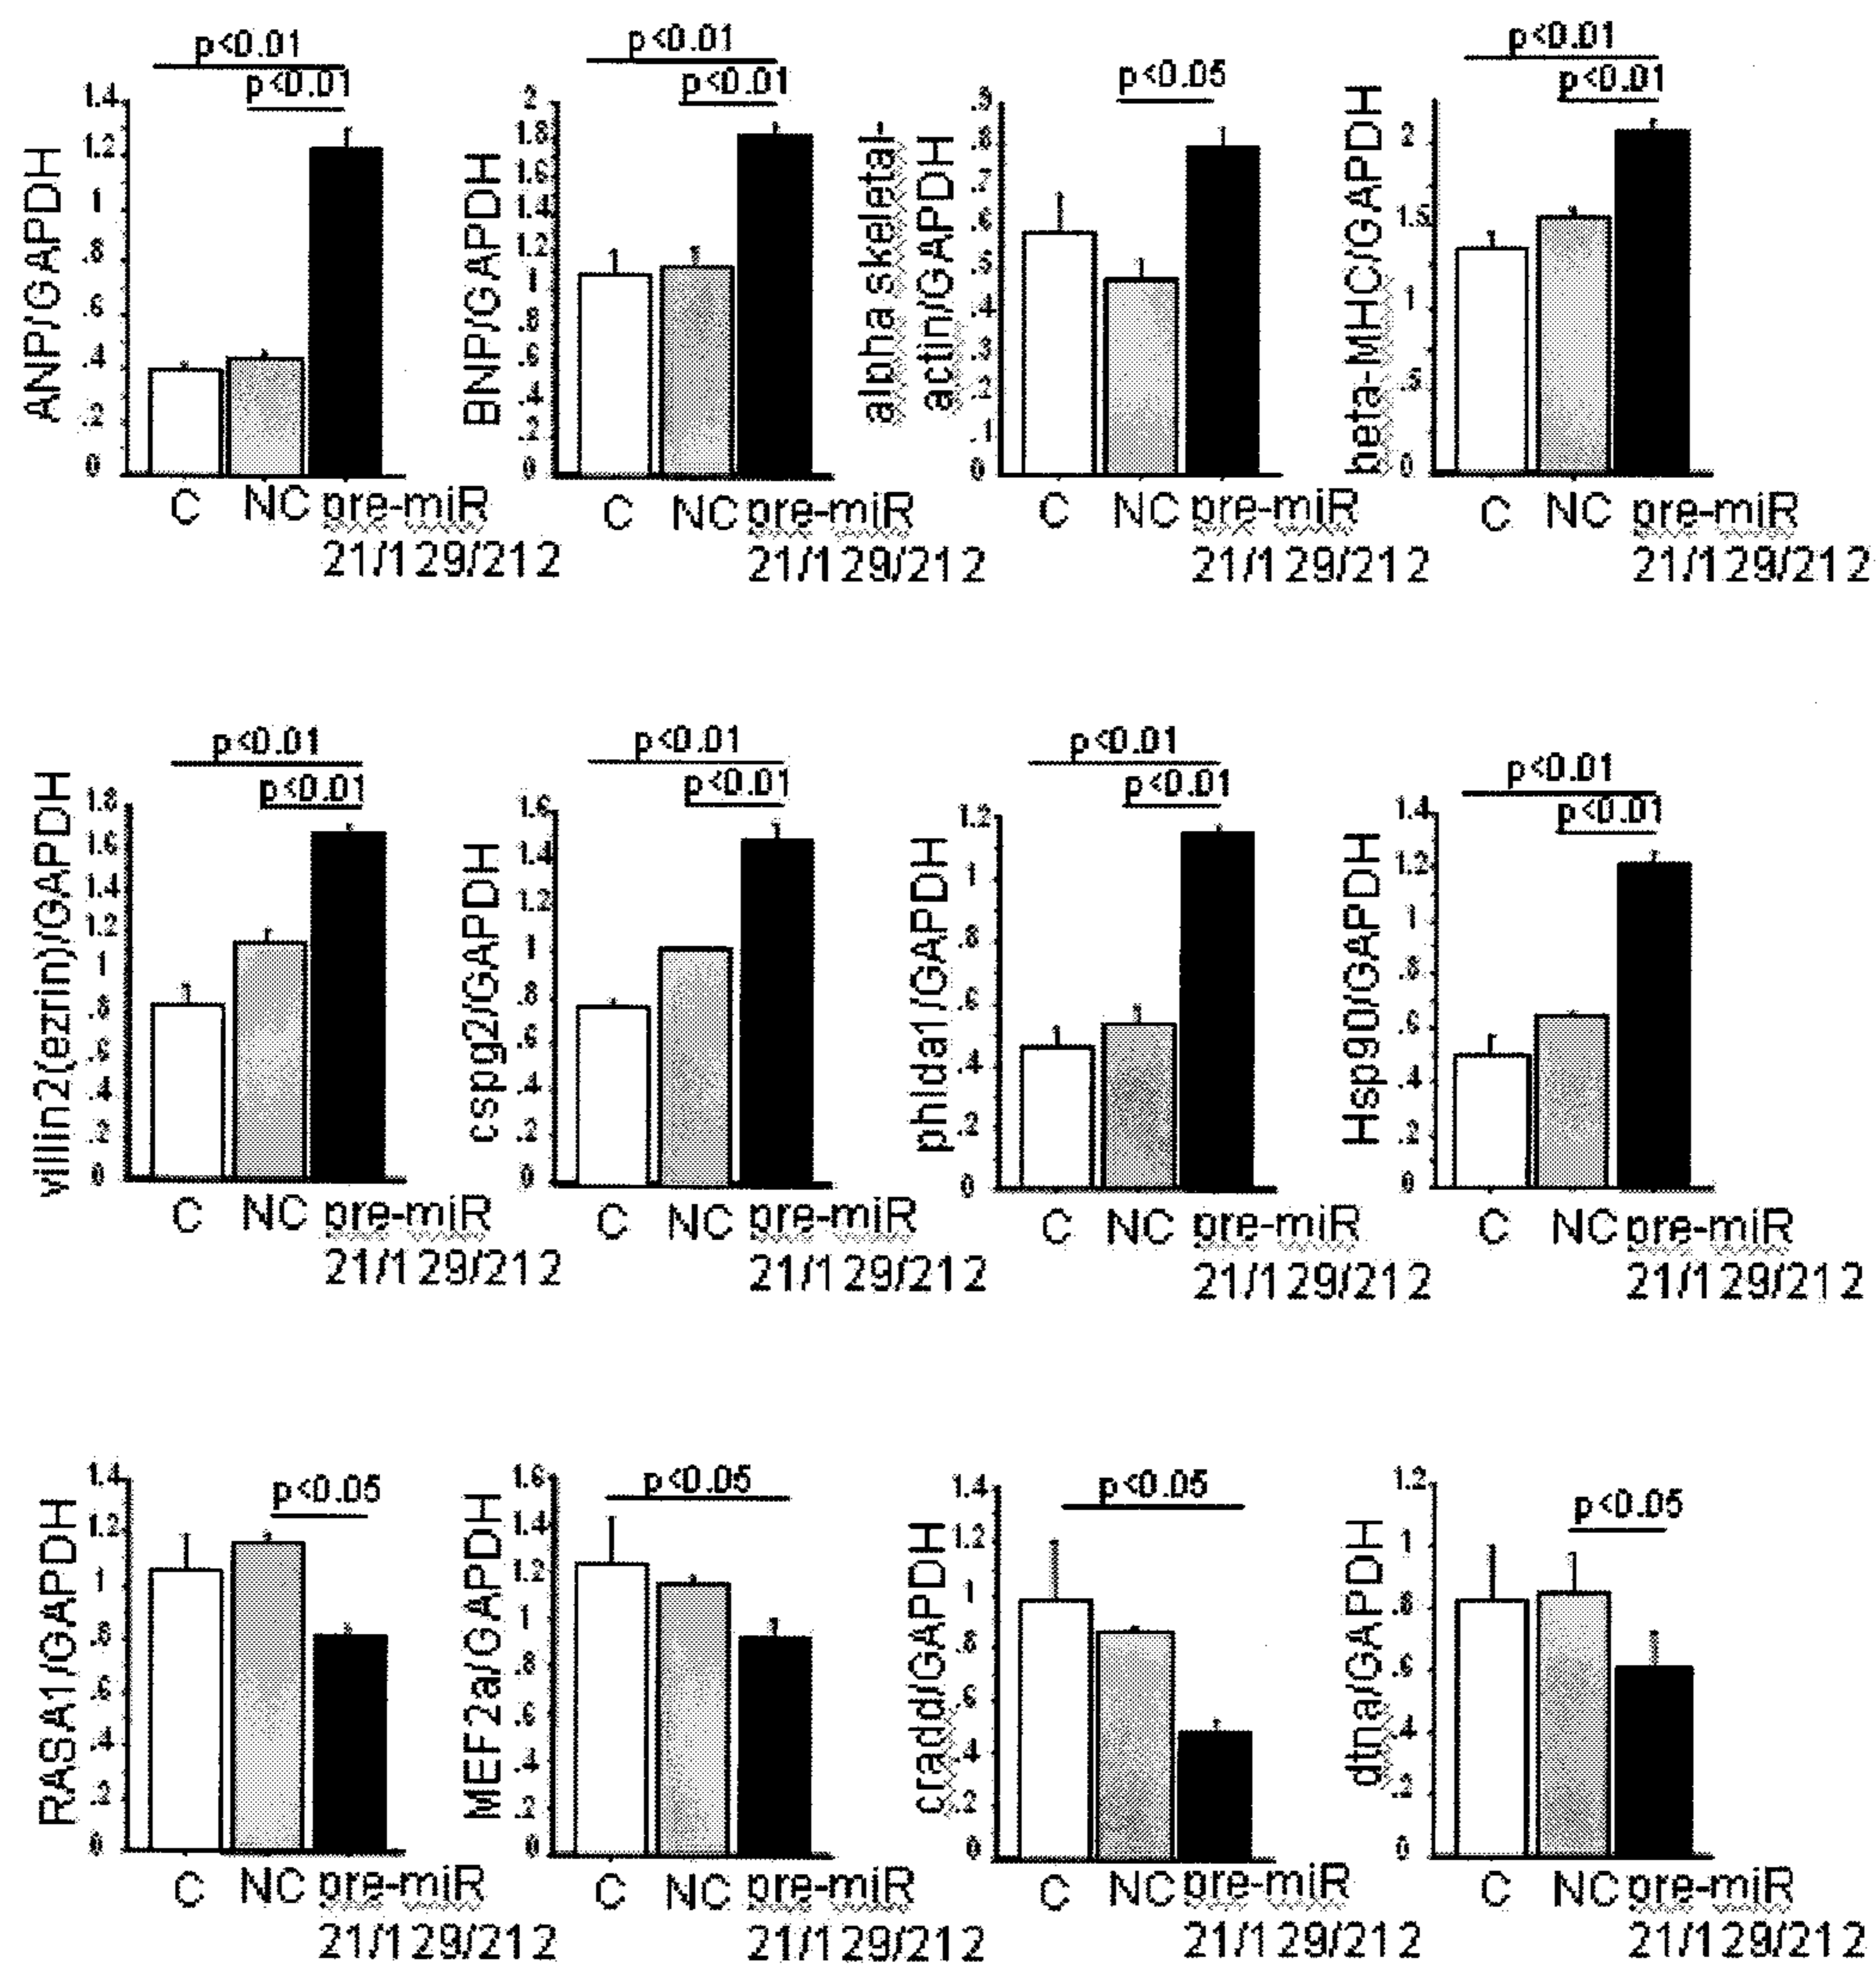 p<0.01
p<0.01
ANP/GAPDH
1.4
1.2
1
.8
.6
.4
.2
0
C NC pre-miR
21/129/212
p<0.01
p<0.01
BNP/GAPDH
2
1.8
1.6
1.4
1.2
1
.8
.6
.4
.2
0
C NC pre-miR
21/129/212
p<0.05
alpha skeletal-
actin/GAPDH
.9
.8
.7
.6
.5
.4
.3
.2
.1
0
C NC pre-miR
21/129/212
p<0.01
p<0.01
beta-MHC/GAPDH
2
1.5
1
.5
0
C NC pre-miR
21/129/212
p<0.01
p<0.01
villin2(ezrin)/GAPDH
1.8
1.6
1.4
1.2
1
.8
.6
.4
.2
0
C NC pre-miR
21/129/212
p<0.01
p<0.01
cspg2/GAPDH
1.6
1.4
1.2
1
.8
.6
.4
.2
0
C NC pre-miR
21/129/212
p<0.01
p<0.01
phlda1/GAPDH
1.2
1
.8
.6
.4
.2
0
C NC pre-miR
21/129/212
p<0.01
p<0.01
Hsp90/GAPDH
1.4
1.2
1
.8
.6
.4
.2
0
C NC pre-miR
21/129/212
p<0.05
RASA1/GAPDH
1.4
1.2
1
.8
.6
.4
.2
0
C NC pre-miR
21/129/212
p<0.05
MEF2a/GAPDH
1.6
1.4
1.2
1
.8
.6
.4
.2
0
C NC pre-miR
21/129/212
p<0.05
cradd/GAPDH
1.4
1.2
1
.8
.6
.4
.2
0
C NC pre-miR
21/129/212
p<0.05
dtna/GAPDH
1.2
1
.8
.6
.4
.2
0
C NC pre-miR
21/129/212